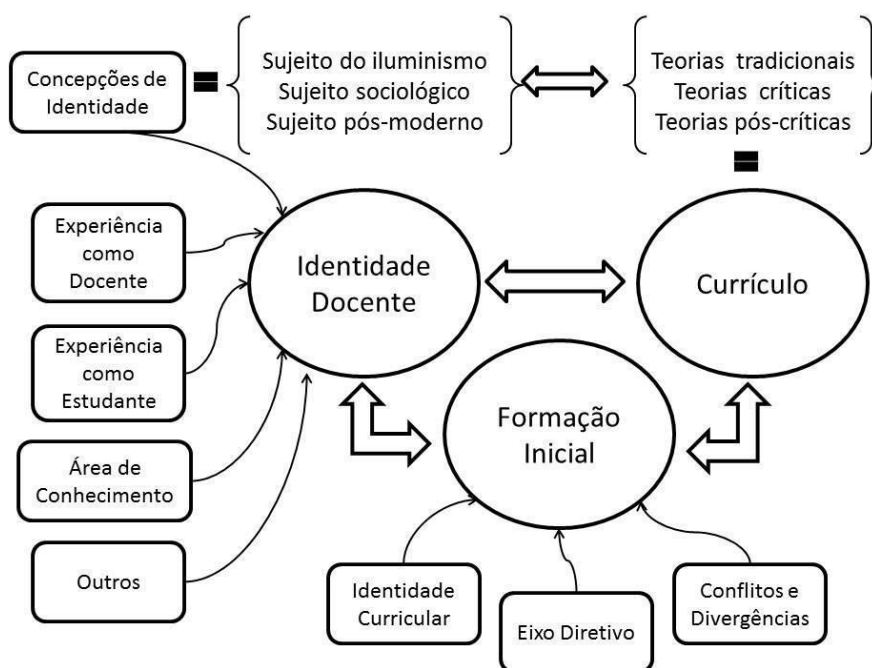 Concepções de
Identidade
Sujeito do iluminismo
Sujeito sociológico
Sujeito pós-moderno
Teorias tradicionais
Teorias críticas
Teorias pós-críticas
Experiência
como
Docente
Identidade
Docente
Currículo
Experiência
como
Estudante
Formação
Inicial
Área de
Conhecimento
Outros
Identidade
Curricular
Eixo Diretivo
Conflitos e
Divergências